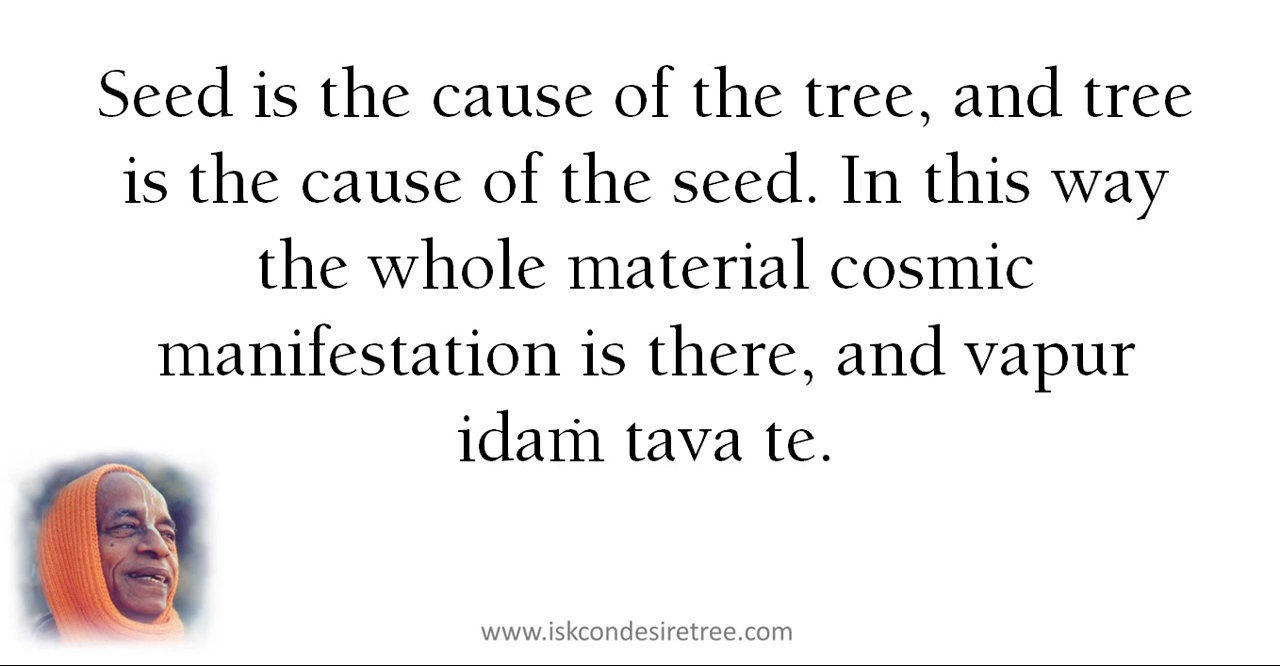 Seed is the cause of the tree, and tree
is the cause of the seed. In this way
the whole material cosmic
manifestation is there, and vapur
idaṁ tava te.
www.iskcondesiretree.com